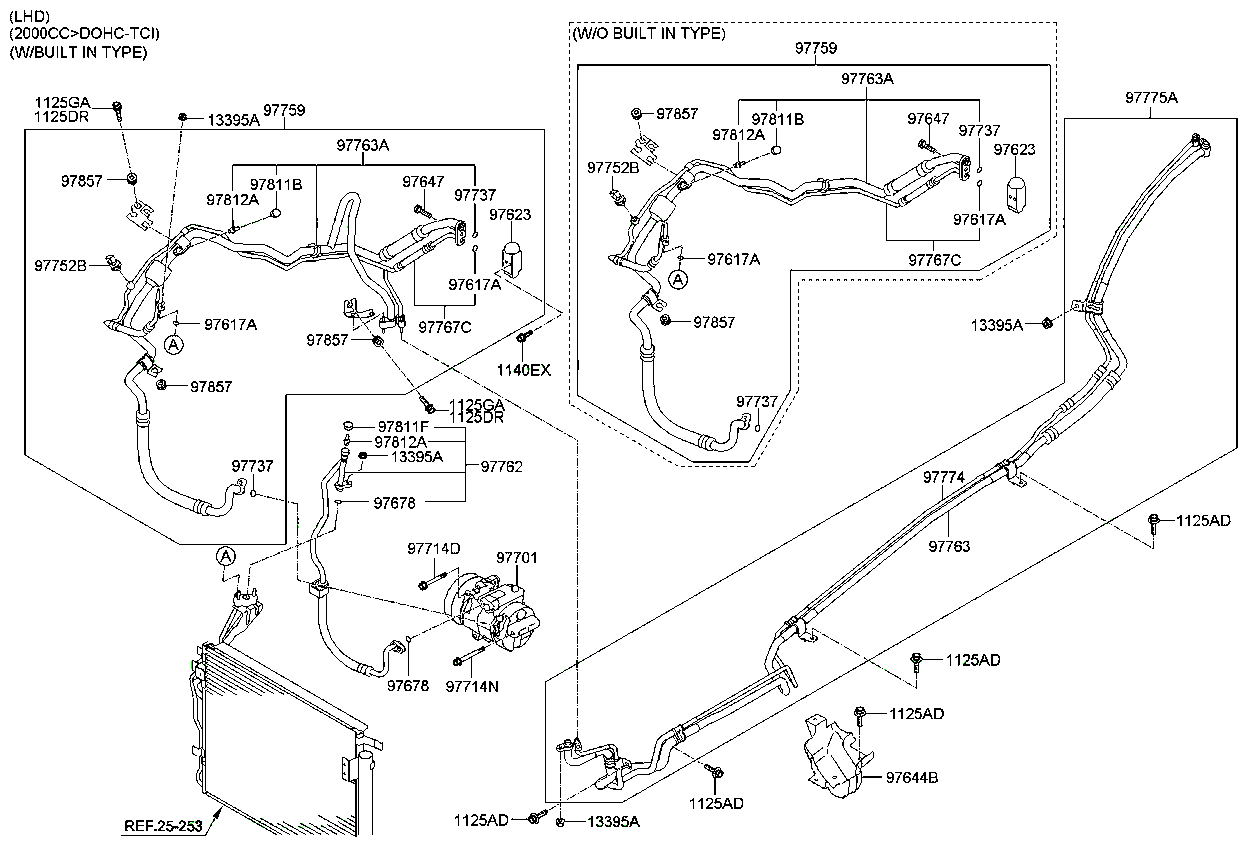 (LHD)
(2000CC>DOHC-TCI)
(W/BUILT IN TYPE)
(W/O BUILT IN TYPE)
97759
97763A
97775A
1125GA
1125DR
13395A
97759
97763A
97857
97811B
97812A
97647
97737
97623
97857
97811B
97812A
97647
97737
97623
97752B
97752B
97617A
97767C
97617A
A
97617A
97767C
97617A
A
97857
97857
97857
13395A
1140EX
97737
1125GA
1125DR
97811F
97812A
13395A
97762
97678
97737
A
97714D
97701
97774
97763
1125AD
97678
97714N
1125AD
1125AD
97644B
1125AD
1125AD
13395A
REF.25-253